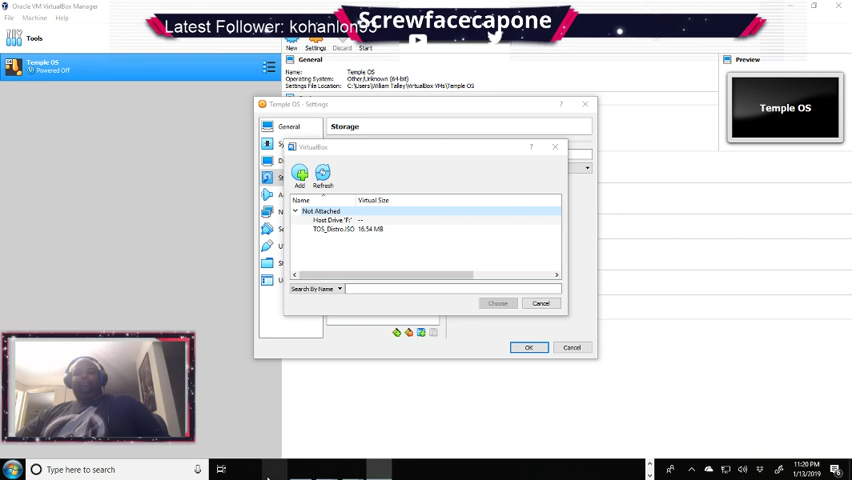 Oracle VM VirtualBox Manager
File Machine Help
Latest Follower: kohanlon93
Screwfacecapone
Tools
New Settings Discard Start
Temple OS
Powered Off
General
Name: Temple OS
Operating System: Other/Unknown (64-bit)
Settings File Location: C:\Users\William Talley\VirtualBox VMs\Temple OS
Preview
Temple OS
Temple OS - Settings
? ×
General
Storage
VirtualBox
? ×
Add Refresh
Name Virtual Size
Not Attached
Host Drive 'F:' --
TOS_Distro.ISO 16.54 MB
Search By Name
Choose Cancel
OK Cancel
Type here to search
11:20 PM
1/13/2019